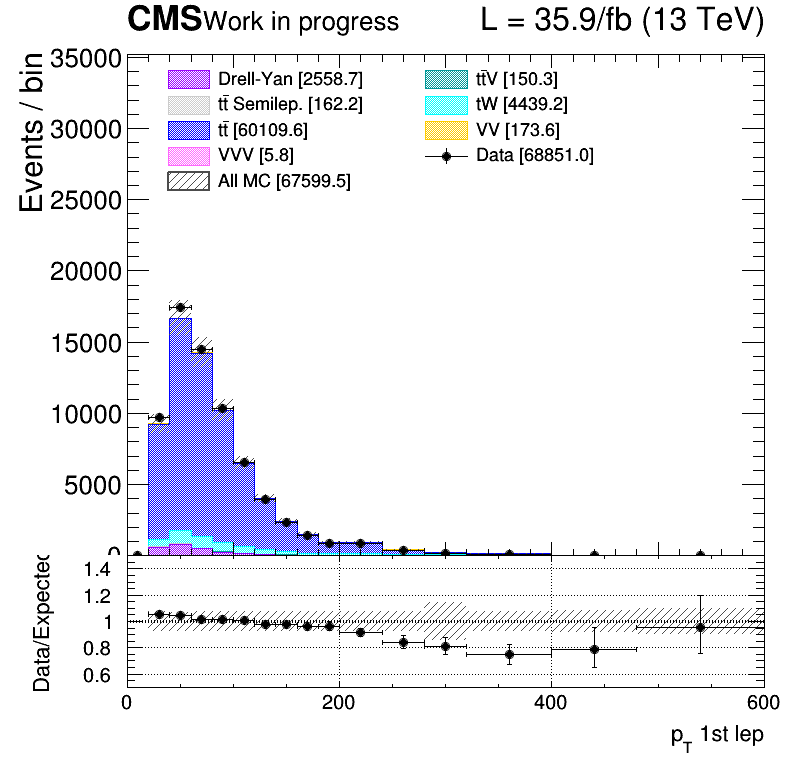 CMS Work in progress L = 35.9/fb (13 TeV)
Events / bin
35000
30000
25000
20000
15000
10000
5000
0
Drell-Yan [2558.7]
tt̄ Semilep. [162.2]
tt̄ [60109.6]
VVV [5.8]
All MC [67599.5]
tt̄V [150.3]
tW [4439.2]
VV [173.6]
Data [68851.0]
Data/Expected
1.4
1.2
1
0.8
0.6
0 200 400 600
p_T 1st lep